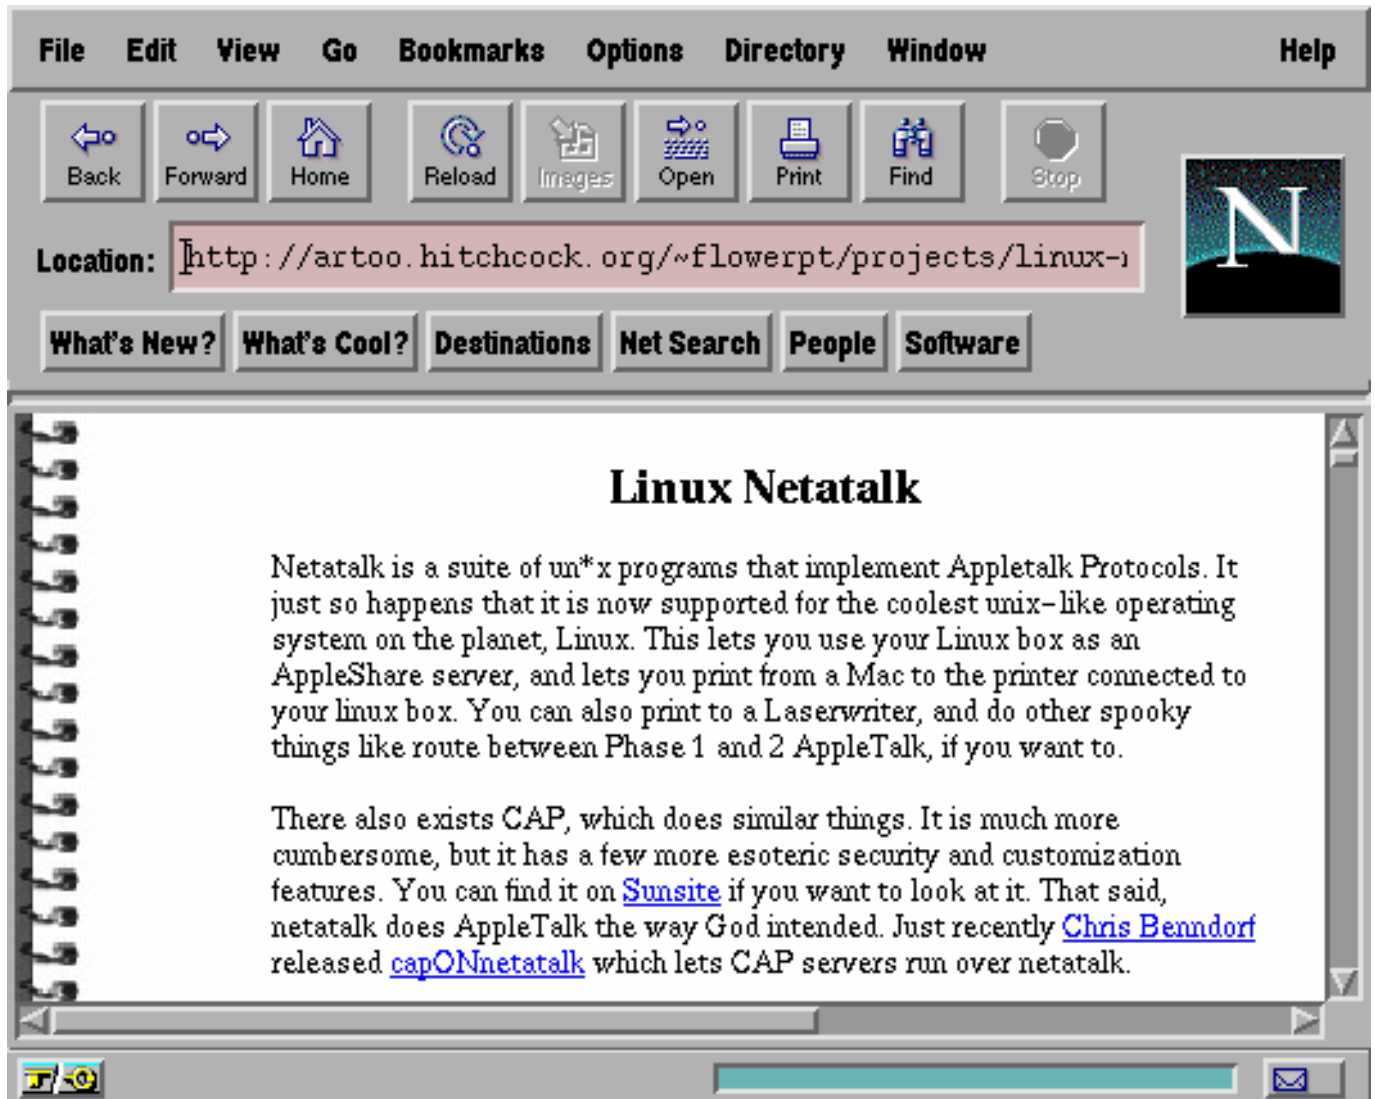 File Edit View Go Bookmarks Options Directory Window Help
Back Forward Home Reload Images Open Print Find Stop
N
Location: http://artoo.hitchcock.org/~flowerpt/projects/linux-
What's New? What's Cool? Destinations Net Search People Software
Linux Netatalk
Netatalk is a suite of un*x programs that implement Appletalk Protocols. It
just so happens that it is now supported for the coolest unix-like operating
system on the planet, Linux. This lets you use your Linux box as an
AppleShare server, and lets you print from a Mac to the printer connected to
your linux box. You can also print to a Laserwriter, and do other spooky
things like route between Phase 1 and 2 AppleTalk, if you want to.
There also exists CAP, which does similar things. It is much more
cumbersome, but it has a few more esoteric security and customization
features. You can find it on Sunsite if you want to look at it. That said,
netatalk does AppleTalk the way God intended. Just recently Chris Benndorf
released capONnetatalk which lets CAP servers run over netatalk.